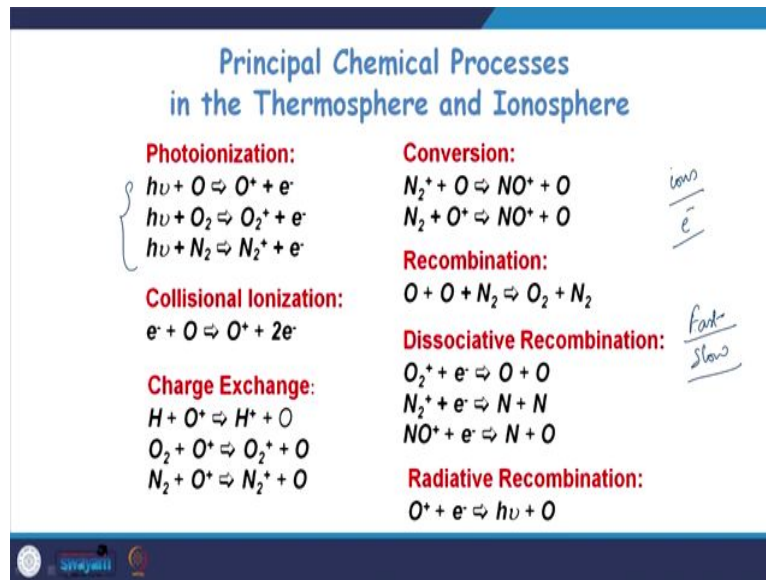 Principal Chemical Processes
in the Thermosphere and Ionosphere
Photoionization:
hυ + O ⇨ O⁺ + e⁻
hυ + O₂ ⇨ O₂⁺ + e⁻
hυ + N₂ ⇨ N₂⁺ + e⁻
Collisional Ionization:
e⁻ + O ⇨ O⁺ + 2e⁻
Charge Exchange:
H + O⁺ ⇨ H⁺ + O
O₂ + O⁺ ⇨ O₂⁺ + O
N₂ + O⁺ ⇨ N₂⁺ + O
Conversion:
N₂⁺ + O ⇨ NO⁺ + O
N₂ + O⁺ ⇨ NO⁺ + O
Recombination:
O + O + N₂ ⇨ O₂ + N₂
Dissociative Recombination:
O₂⁺ + e⁻ ⇨ O + O
N₂⁺ + e⁻ ⇨ N + N
NO⁺ + e⁻ ⇨ N + O
Radiative Recombination:
O⁺ + e⁻ ⇨ hυ + O
ions
e⁻
Fast
Slow
swayam